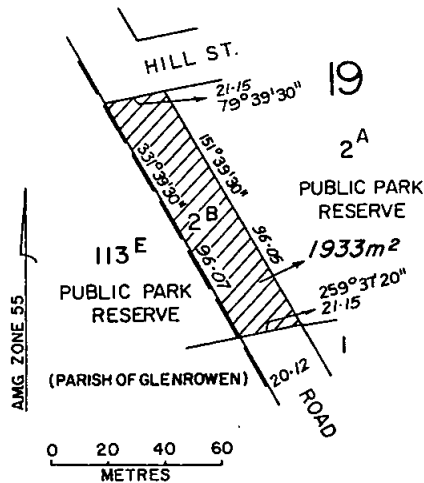 HILL ST.
19
21·15
79°39'30"
331°39'30"
151°39'30"
2A
PUBLIC PARK
RESERVE
2B
96·05
1933m²
113E
96·07
259°37'20"
21·15
PUBLIC PARK
RESERVE
1
AMG ZONE 55
(PARISH OF GLENROWEN)
20·12
ROAD
0 20 40 60
METRES